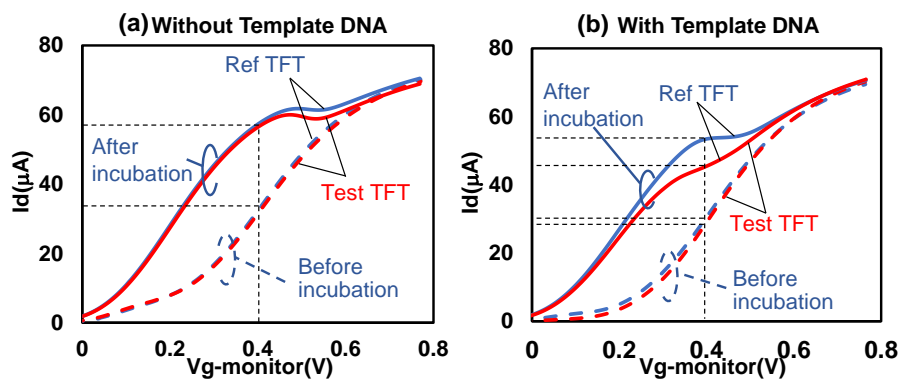 (a) Without Template DNA
80
60
40
20
0
Id(μA)
Ref TFT
After
incubation
Test TFT
Before
incubation
0 0.2 0.4 0.6 0.8
Vg-monitor(V)
(b) With Template DNA
80
60
40
20
0
Id(μA)
Ref TFT
After
incubation
Test TFT
Before
incubation
0 0.2 0.4 0.6 0.8
Vg-monitor(V)